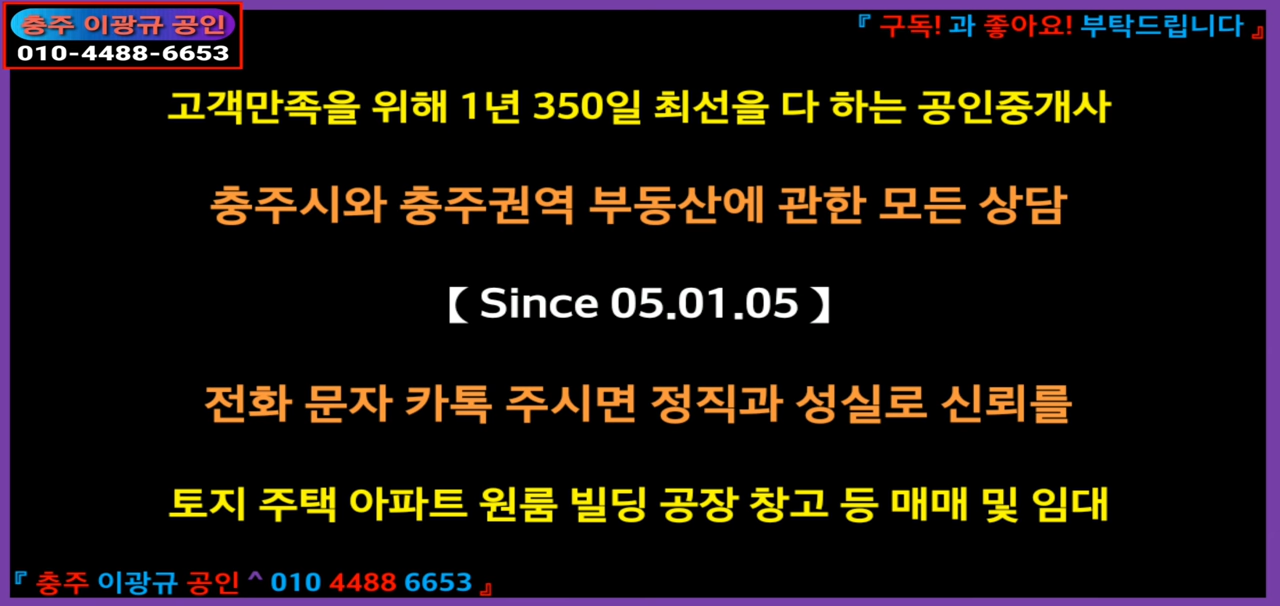 충주 이광규 공인
010-4488-6653
『 구독! 과 좋아요! 부탁드립니다 』
고객만족을 위해 1년 350일 최선을 다 하는 공인중개사
충주시와 충주권역 부동산에 관한 모든 상담
【 Since 05.01.05 】
전화 문자 카톡 주시면 정직과 성실로 신뢰를
토지 주택 아파트 원룸 빌딩 공장 창고 등 매매 및 임대
『 충주 이광규 공인 ^ 010 4488 6653 』